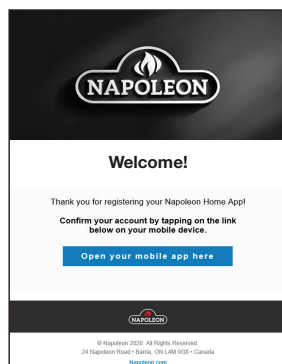 NAPOLEON
Welcome!
Thank you for registering your Napoleon Home App!
Confirm your account by tapping on the link
below on your mobile device.
Open your mobile app here
NAPOLEON
© Napoleon 2020. All Rights Reserved.
24 Napoleon Road • Barrie, ON L4M 0G8 • Canada
Napoleon.com